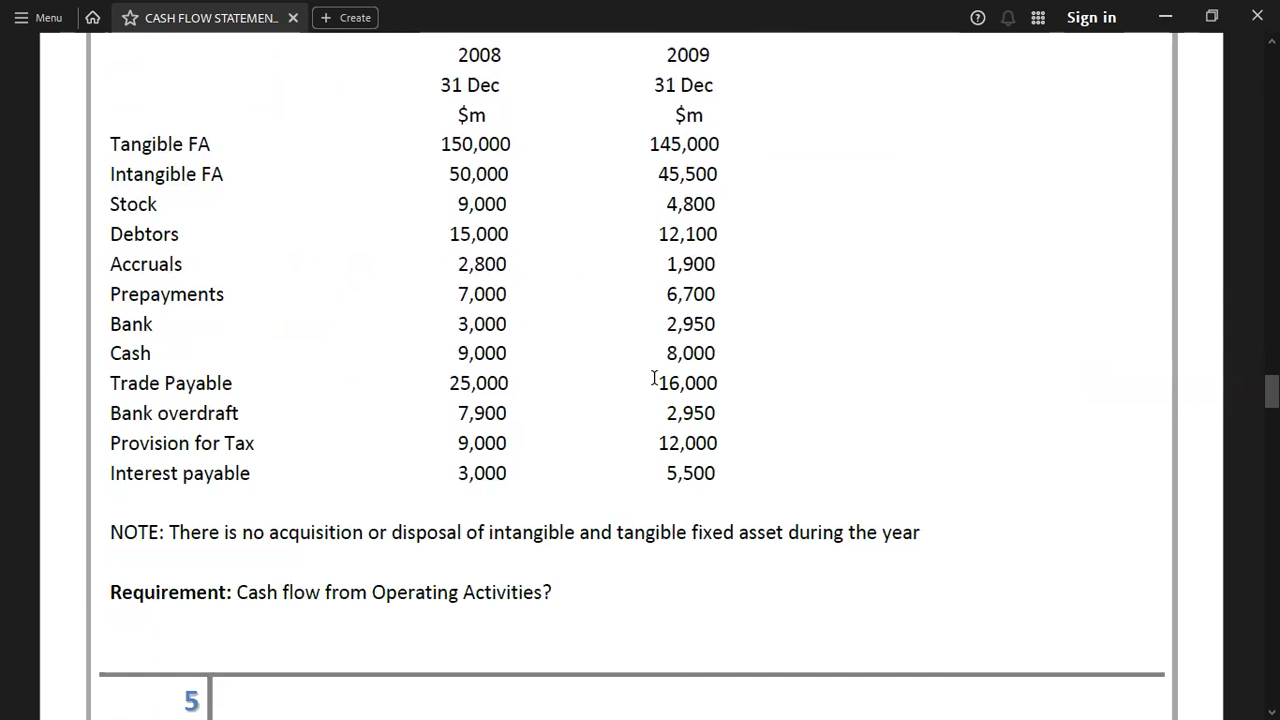 Menu CASH FLOW STATEMEN... Create Sign in
2008 2009
31 Dec 31 Dec
$m $m
Tangible FA 150,000 145,000
Intangible FA 50,000 45,500
Stock 9,000 4,800
Debtors 15,000 12,100
Accruals 2,800 1,900
Prepayments 7,000 6,700
Bank 3,000 2,950
Cash 9,000 8,000
Trade Payable 25,000 16,000
Bank overdraft 7,900 2,950
Provision for Tax 9,000 12,000
Interest payable 3,000 5,500
NOTE: There is no acquisition or disposal of intangible and tangible fixed asset during the year
Requirement: Cash flow from Operating Activities?
5